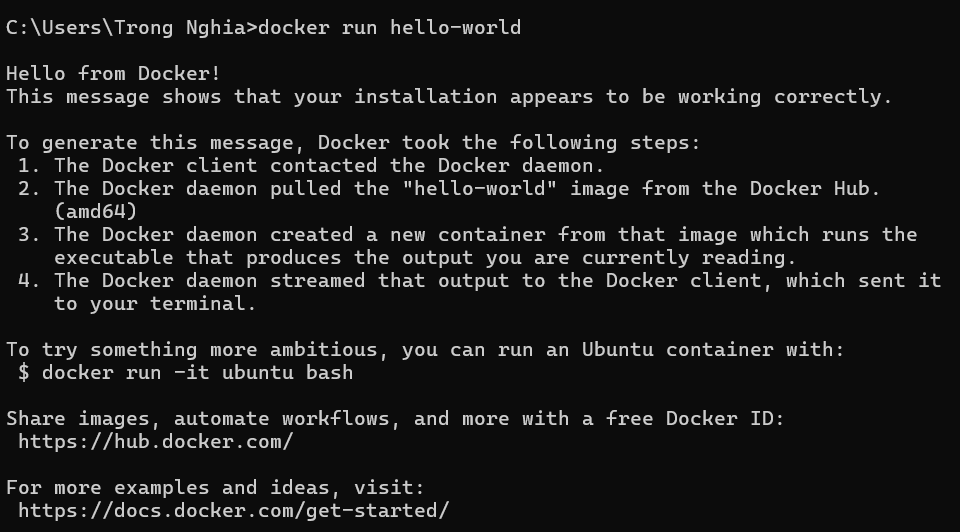 C:\Users\Trong Nghia>docker run hello-world
Hello from Docker!
This message shows that your installation appears to be working correctly.
To generate this message, Docker took the following steps:
1. The Docker client contacted the Docker daemon.
2. The Docker daemon pulled the "hello-world" image from the Docker Hub.
(amd64)
3. The Docker daemon created a new container from that image which runs the
executable that produces the output you are currently reading.
4. The Docker daemon streamed that output to the Docker client, which sent it
to your terminal.
To try something more ambitious, you can run an Ubuntu container with:
$ docker run -it ubuntu bash
Share images, automate workflows, and more with a free Docker ID:
https://hub.docker.com/
For more examples and ideas, visit:
https://docs.docker.com/get-started/